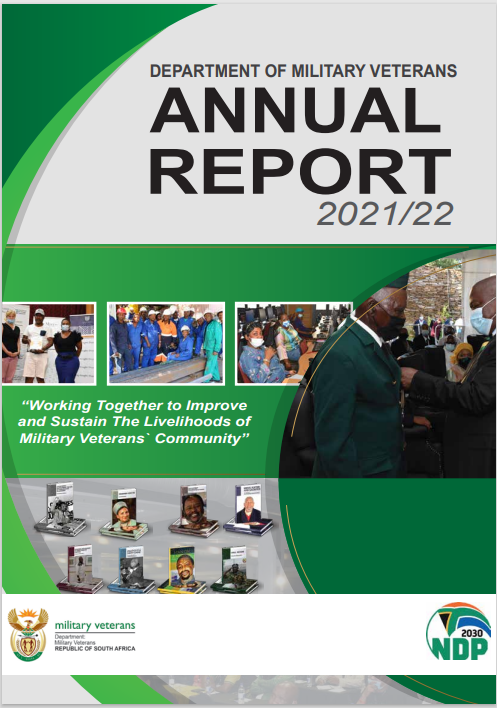 DEPARTMENT OF MILITARY VETERANS
ANNUAL
REPORT
2021/22
“Working Together to Improve
and Sustain The Livelihoods of
Military Veterans` Community”
military veterans
Department:
Military Veterans
REPUBLIC OF SOUTH AFRICA
2030
NDP